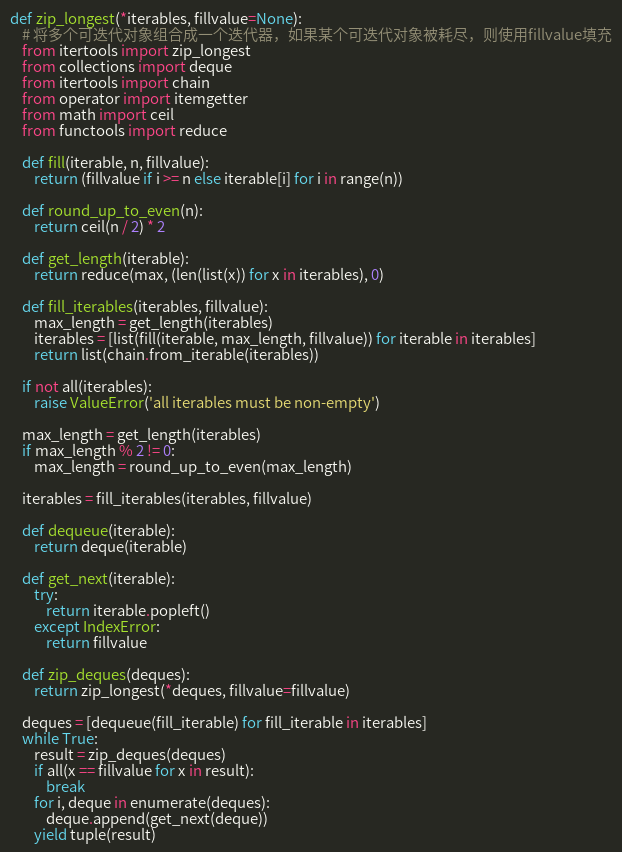 def zip_longest(*iterables, fillvalue=None):
    # 将多个可迭代对象组合成一个迭代器，如果某个可迭代对象被耗尽，则使用fillvalue填充
    from itertools import zip_longest
    from collections import deque
    from itertools import chain
    from operator import itemgetter
    from math import ceil
    from functools import reduce

    def fill(iterable, n, fillvalue):
        return (fillvalue if i >= n else iterable[i] for i in range(n))

    def round_up_to_even(n):
        return ceil(n / 2) * 2

    def get_length(iterable):
        return reduce(max, (len(list(x)) for x in iterables), 0)

    def fill_iterables(iterables, fillvalue):
        max_length = get_length(iterables)
        iterables = [list(fill(iterable, max_length, fillvalue)) for iterable in iterables]
        return list(chain.from_iterable(iterables))

    if not all(iterables):
        raise ValueError('all iterables must be non-empty')

    max_length = get_length(iterables)
    if max_length % 2 != 0:
        max_length = round_up_to_even(max_length)

    iterables = fill_iterables(iterables, fillvalue)

    def dequeue(iterable):
        return deque(iterable)

    def get_next(iterable):
        try:
            return iterable.popleft()
        except IndexError:
            return fillvalue

    def zip_deques(deques):
        return zip_longest(*deques, fillvalue=fillvalue)

    deques = [dequeue(fill_iterable) for fill_iterable in iterables]
    while True:
        result = zip_deques(deques)
        if all(x == fillvalue for x in result):
            break
        for i, deque in enumerate(deques):
            deque.append(get_next(deque))
        yield tuple(result)